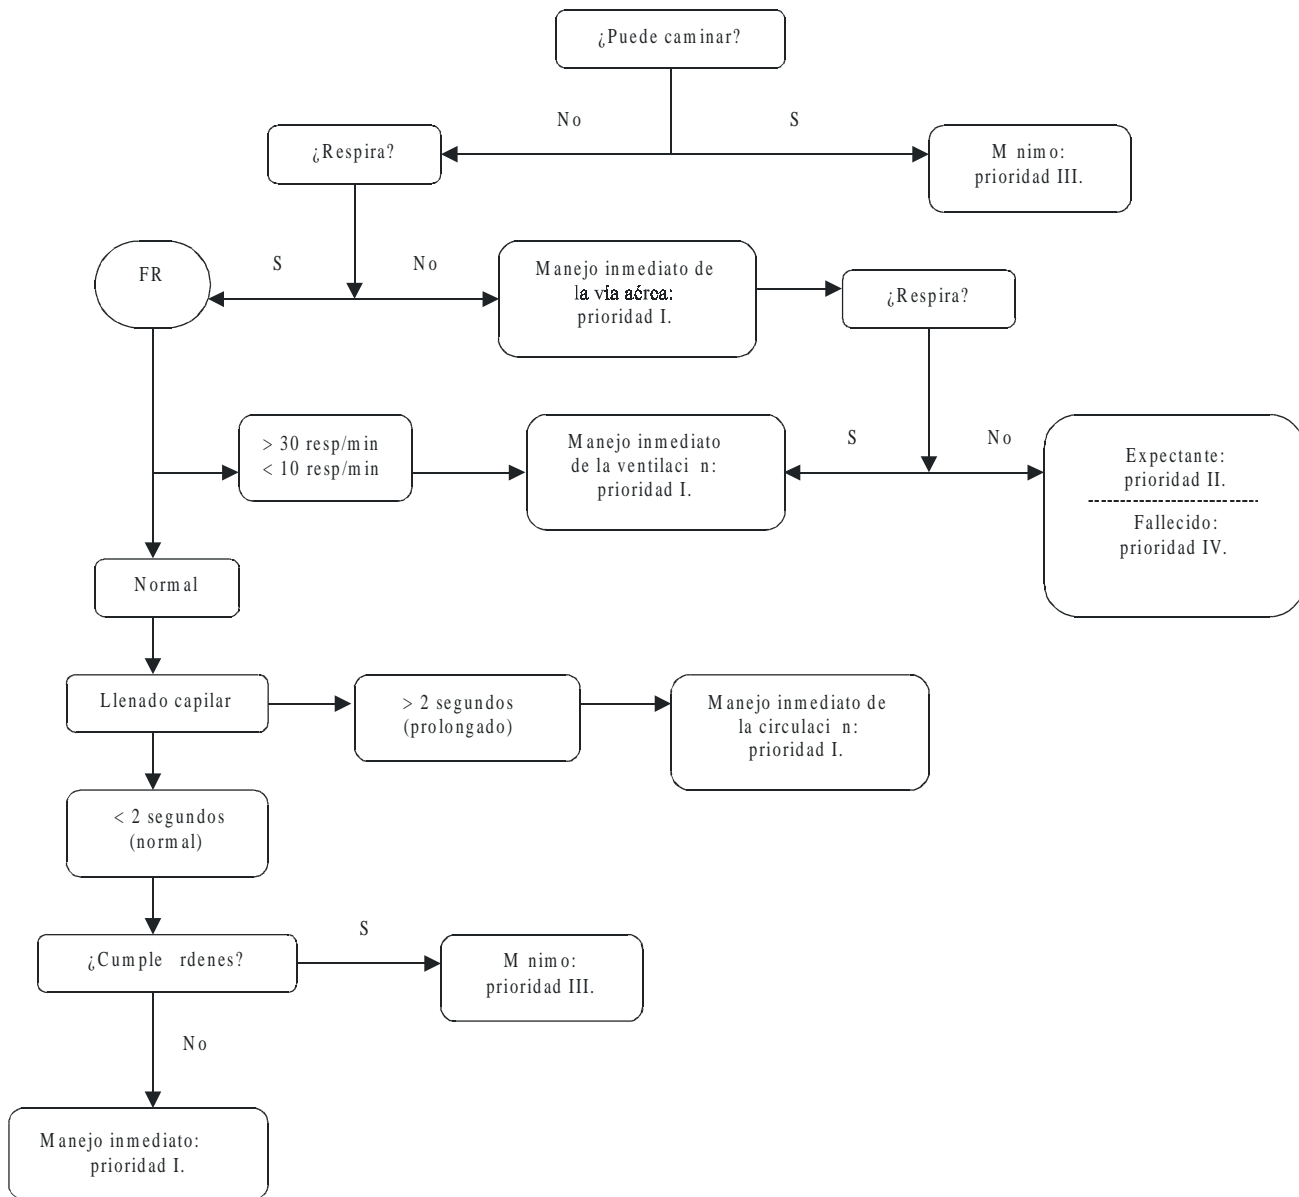 ¿Puede caminar?
No
S
¿Respira?
M nimo:
prioridad III.
FR
S
No
Manejo inmediato de
la vía aérea:
prioridad I.
¿Respira?
> 30 resp/min
< 10 resp/min
Manejo inmediato
de la ventilaci n:
prioridad I.
S
No
Expectante:
prioridad II.
Fallecido:
prioridad IV.
Normal
Llenado capilar
> 2 segundos
(prolongado)
Manejo inmediato de
la circulaci n:
prioridad I.
< 2 segundos
(normal)
¿Cumple rdenes?
S
M nimo:
prioridad III.
No
Manejo inmediato:
prioridad I.